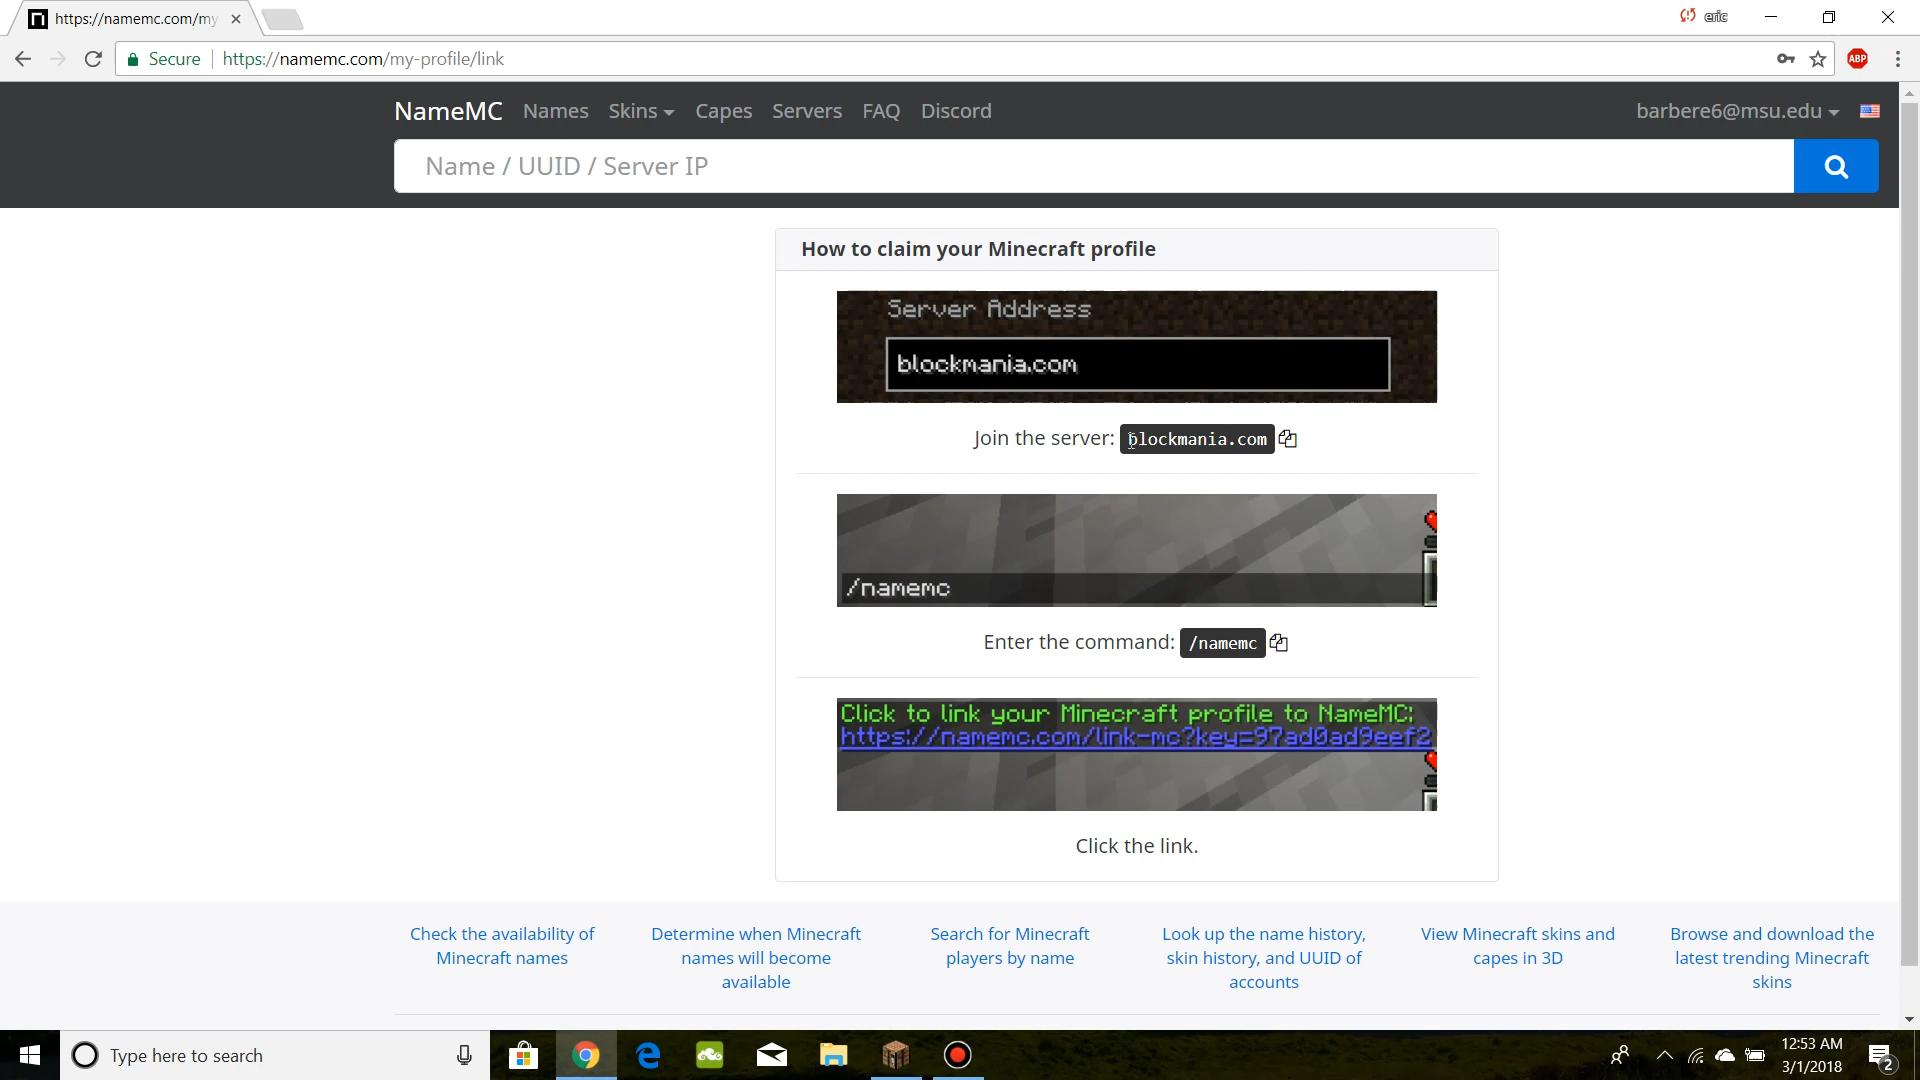 https://namemc.com/my
eric
Secure
https://namemc.com/my-profile/link
ABP
NameMC Names Skins Capes Servers FAQ Discord
barbere6@msu.edu
Name / UUID / Server IP
How to claim your Minecraft profile
Server Address
blockmania.com
Join the server: blockmania.com
/namemc
Enter the command: /namemc
Click to link your Minecraft profile to NameMC:
https://namemc.com/link-mc?key=97ad0ad9eef2
Click the link.
Check the availability of
Minecraft names
Determine when Minecraft
names will become
available
Search for Minecraft
players by name
Look up the name history,
skin history, and UUID of
accounts
View Minecraft skins and
capes in 3D
Browse and download the
latest trending Minecraft
skins
Type here to search
12:53 AM
3/1/2018
2